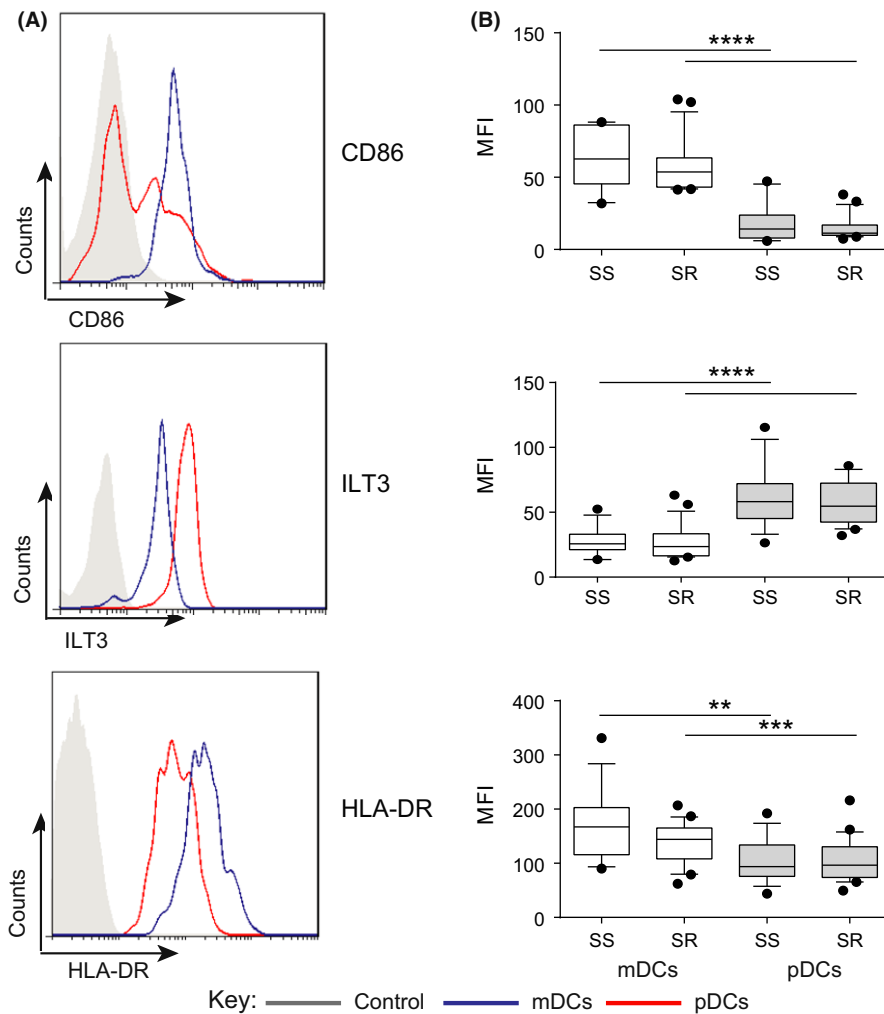 (A)
Counts
CD86
CD86
Counts
ILT3
ILT3
Counts
HLA-DR
HLA-DR
(B)
****
MFI
150
100
50
0
SS
SR
SS
SR
****
MFI
150
100
50
0
SS
SR
SS
SR
**
***
MFI
400
300
200
100
0
SS
SR
SS
SR
mDCs
pDCs
Key: Control mDCs pDCs